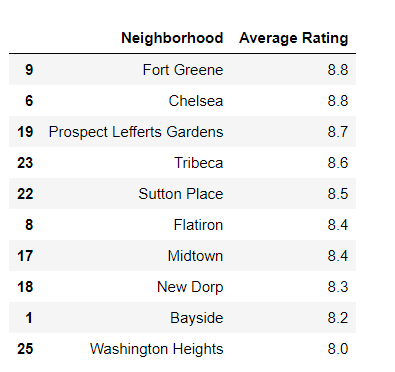 Neighborhood Average Rating
9 Fort Greene 8.8
6 Chelsea 8.8
19 Prospect Lefferts Gardens 8.7
23 Tribeca 8.6
22 Sutton Place 8.5
8 Flatiron 8.4
17 Midtown 8.4
18 New Dorp 8.3
1 Bayside 8.2
25 Washington Heights 8.0